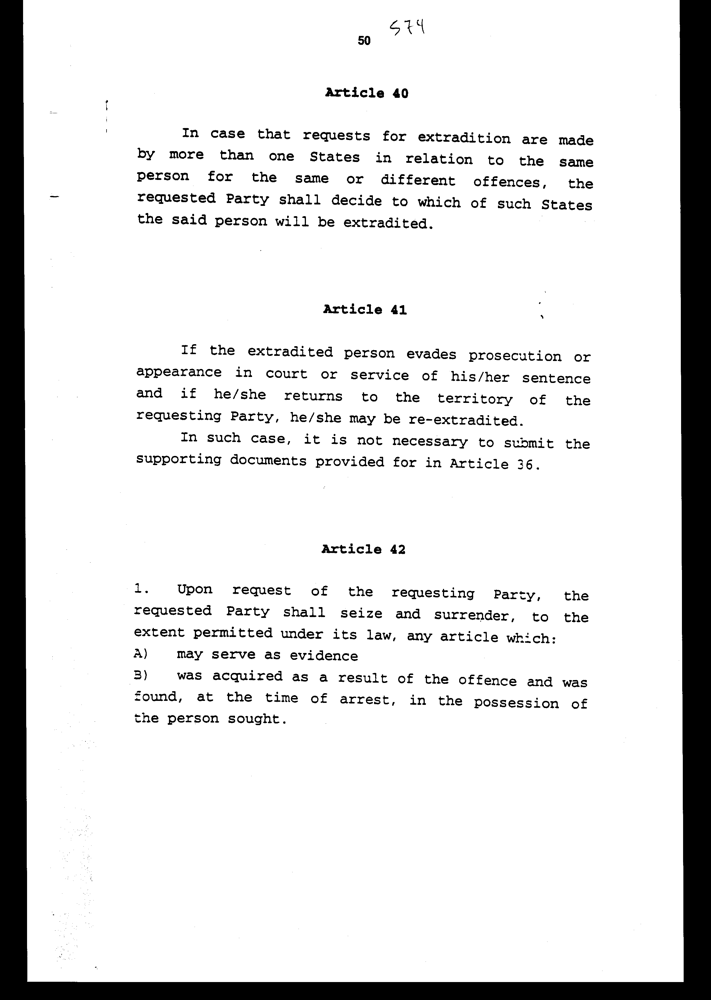 574
50
Article 40
In case that requests for extradition are made
by more than one States in relation to the same
person for the same or different offences, the
requested Party shall decide to which of such States
the said person will be extradited.
Article 41
If the extradited person evades prosecution or
appearance in court or service of his/her sentence
and if he/she returns to the territory of the
requesting Party, he/she may be re-extradited.
In such case, it is not necessary to submit the
supporting documents provided for in Article 36.
Article 42
1. Upon request of the requesting Party, the
requested Party shall seize and surrender, to the
extent permitted under its law, any article which:
A) may serve as evidence
B) was acquired as a result of the offence and was
found, at the time of arrest, in the possession of
the person sought.